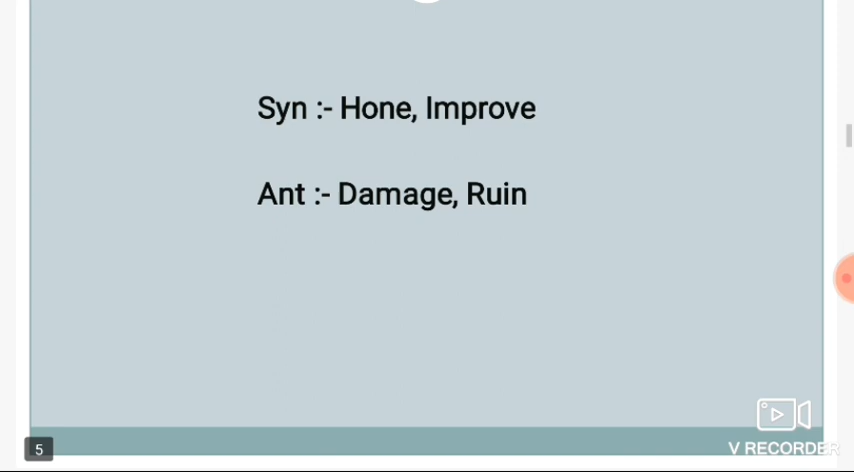 Syn :- Hone, Improve
Ant :- Damage, Ruin
5
V RECORDER